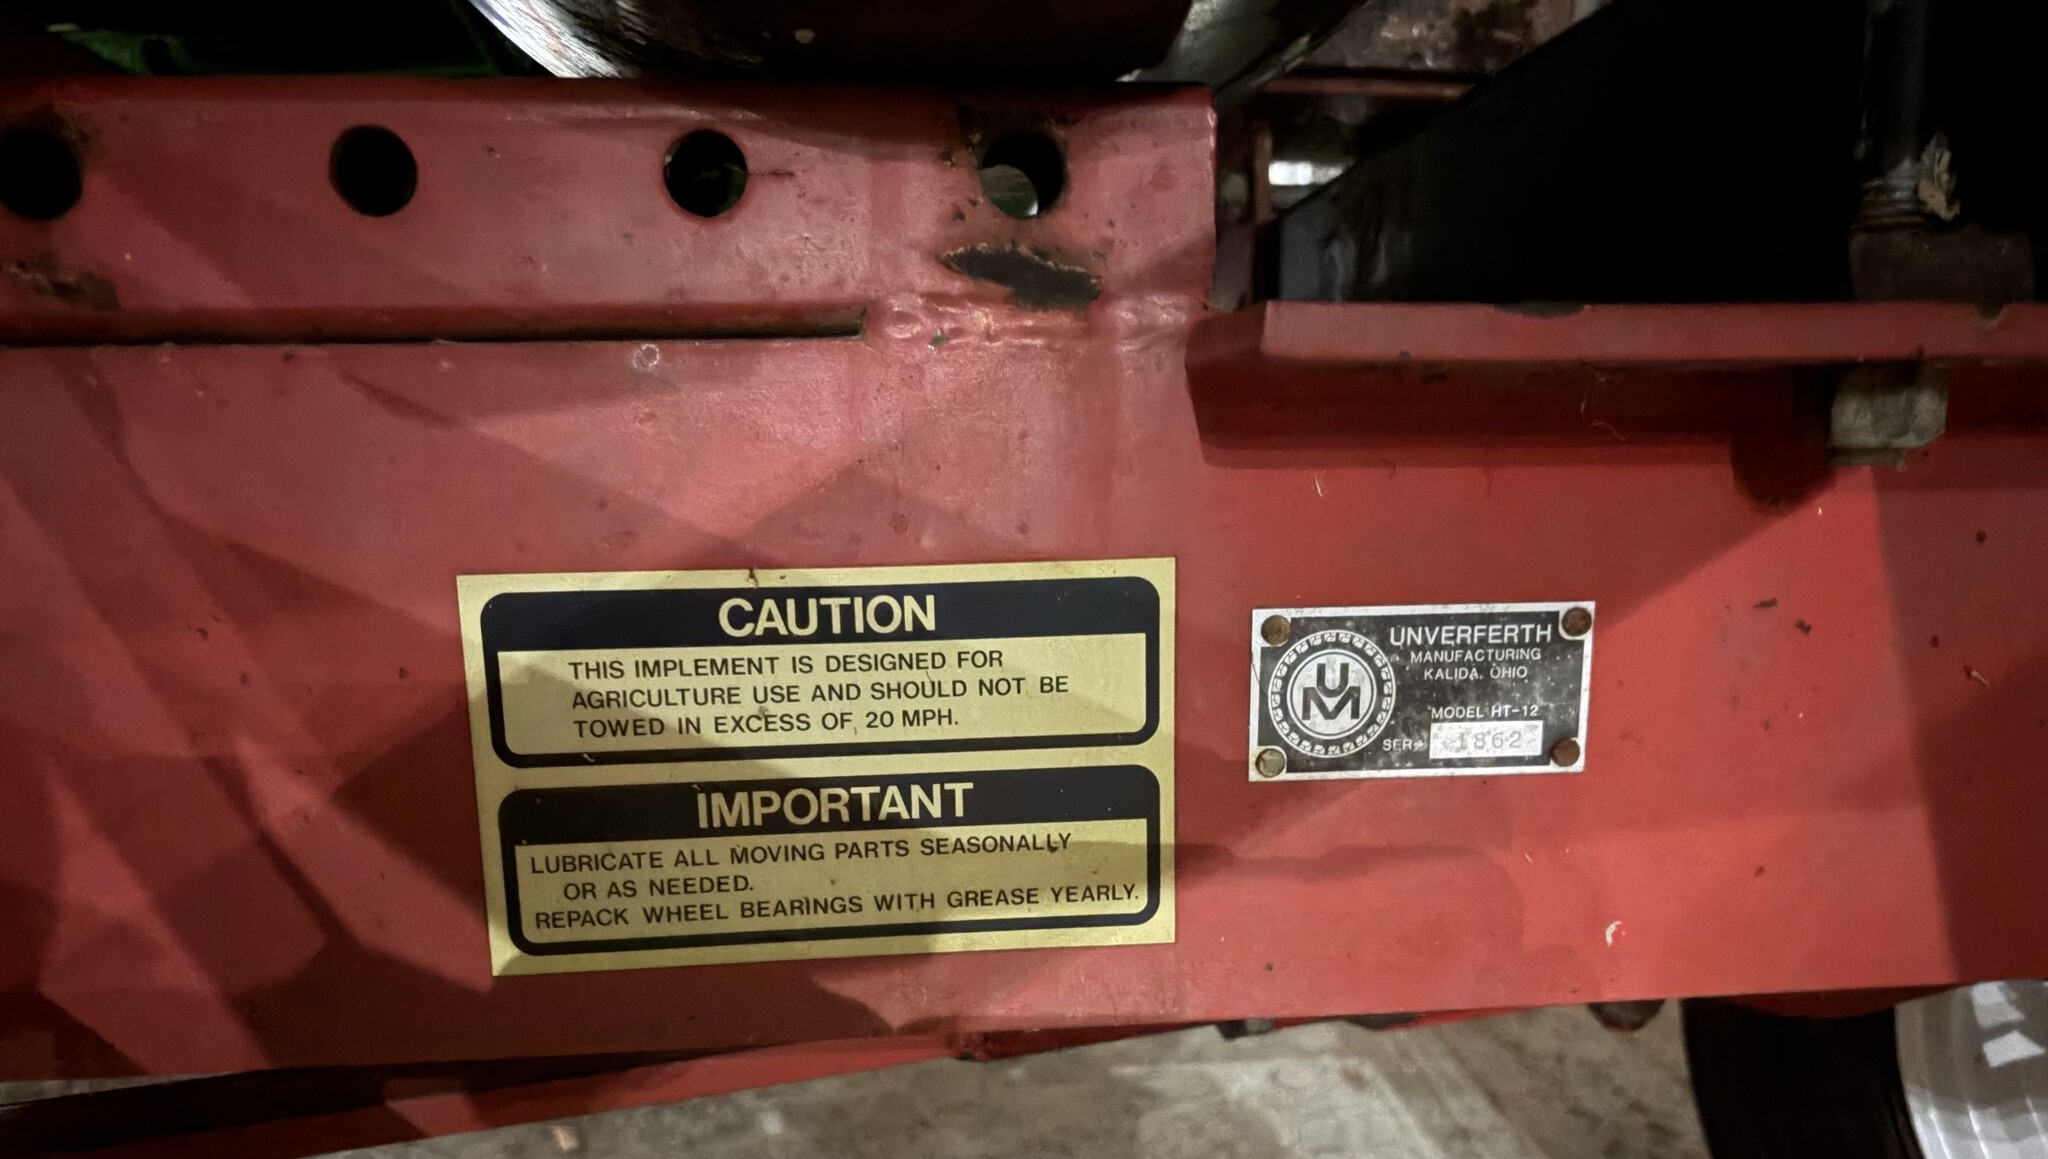 CAUTION
THIS IMPLEMENT IS DESIGNED FOR
AGRICULTURE USE AND SHOULD NOT BE
TOWED IN EXCESS OF 20 MPH.
IMPORTANT
LUBRICATE ALL MOVING PARTS SEASONALLY
OR AS NEEDED.
REPACK WHEEL BEARINGS WITH GREASE YEARLY.
UM
UNVERFERTH
MANUFACTURING
KALIDA, OHIO
MODEL HT-12
SER# 1862